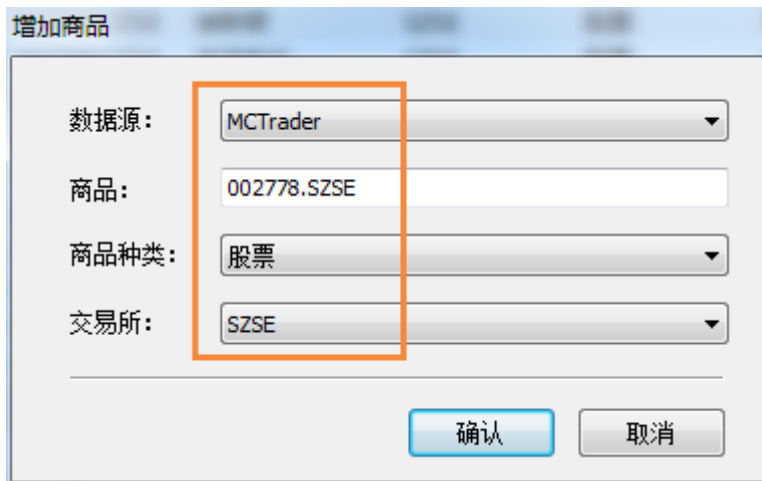 增加商品
数据源： MCTrader
商品： 002778.SZSE
商品种类： 股票
交易所： SZSE
确认 取消